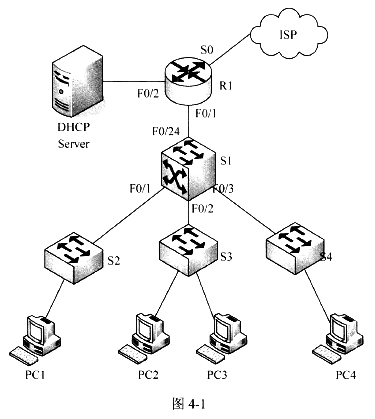 S0
ISP
R1
F0/2
F0/1
DHCP
Server
F0/24
S1
F0/1
F0/3
F0/2
S2
S3
S4
PC1
PC2
PC3
PC4
图 4-1